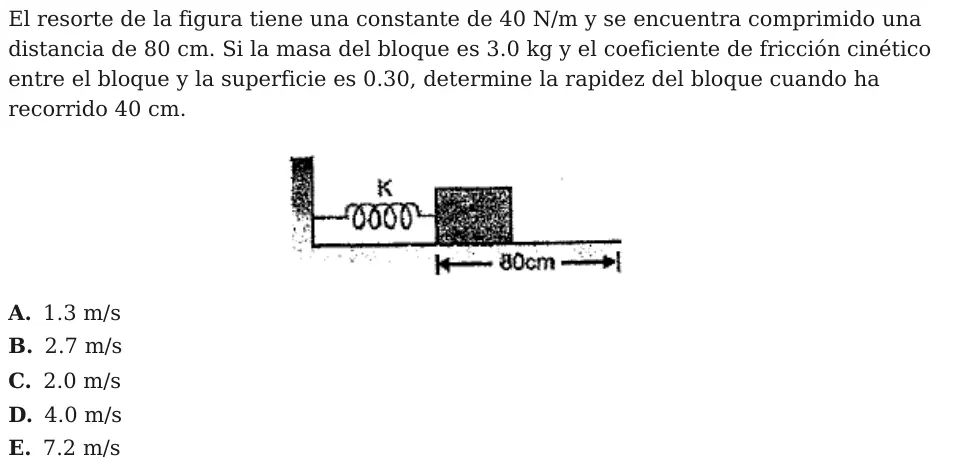 El resorte de la figura tiene una constante de 40 N/m y se encuentra comprimido una
distancia de 80 cm. Si la masa del bloque es 3.0 kg y el coeficiente de fricción cinético
entre el bloque y la superficie es 0.30, determine la rapidez del bloque cuando ha
recorrido 40 cm.
K
80cm
A. 1.3 m/s
B. 2.7 m/s
C. 2.0 m/s
D. 4.0 m/s
E. 7.2 m/s